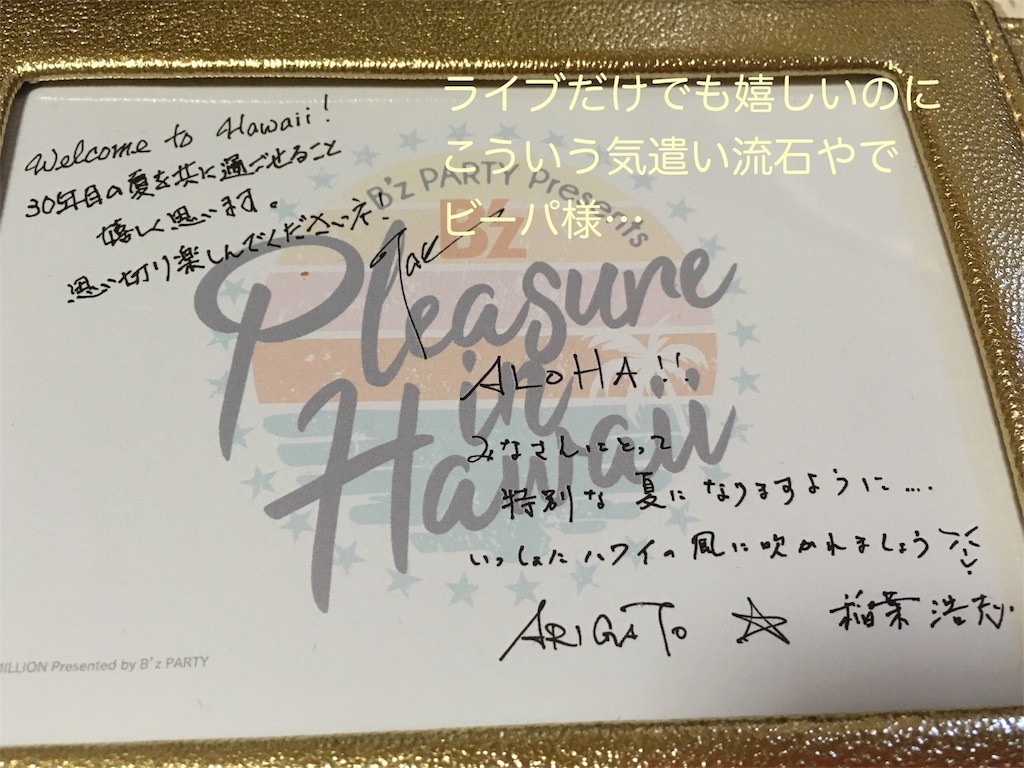 ライブだけでも嬉しいのに
こういう気遣い流石やで
ビーパ様…
Welcome to Hawaii!
30年目の夏を共に過ごせること
嬉しく思います。
思い切り楽しんでくださいネ!
Tak
B'z PARTY Presents
B'z
Pleasure
in
Hawaii
ALOHA!!
みなさんにとって
特別な夏になりますように....
いっしょにハワイの風に吹かれましょう
ARIGATO ☆ 稲葉浩志
MILLION Presented by B'z PARTY